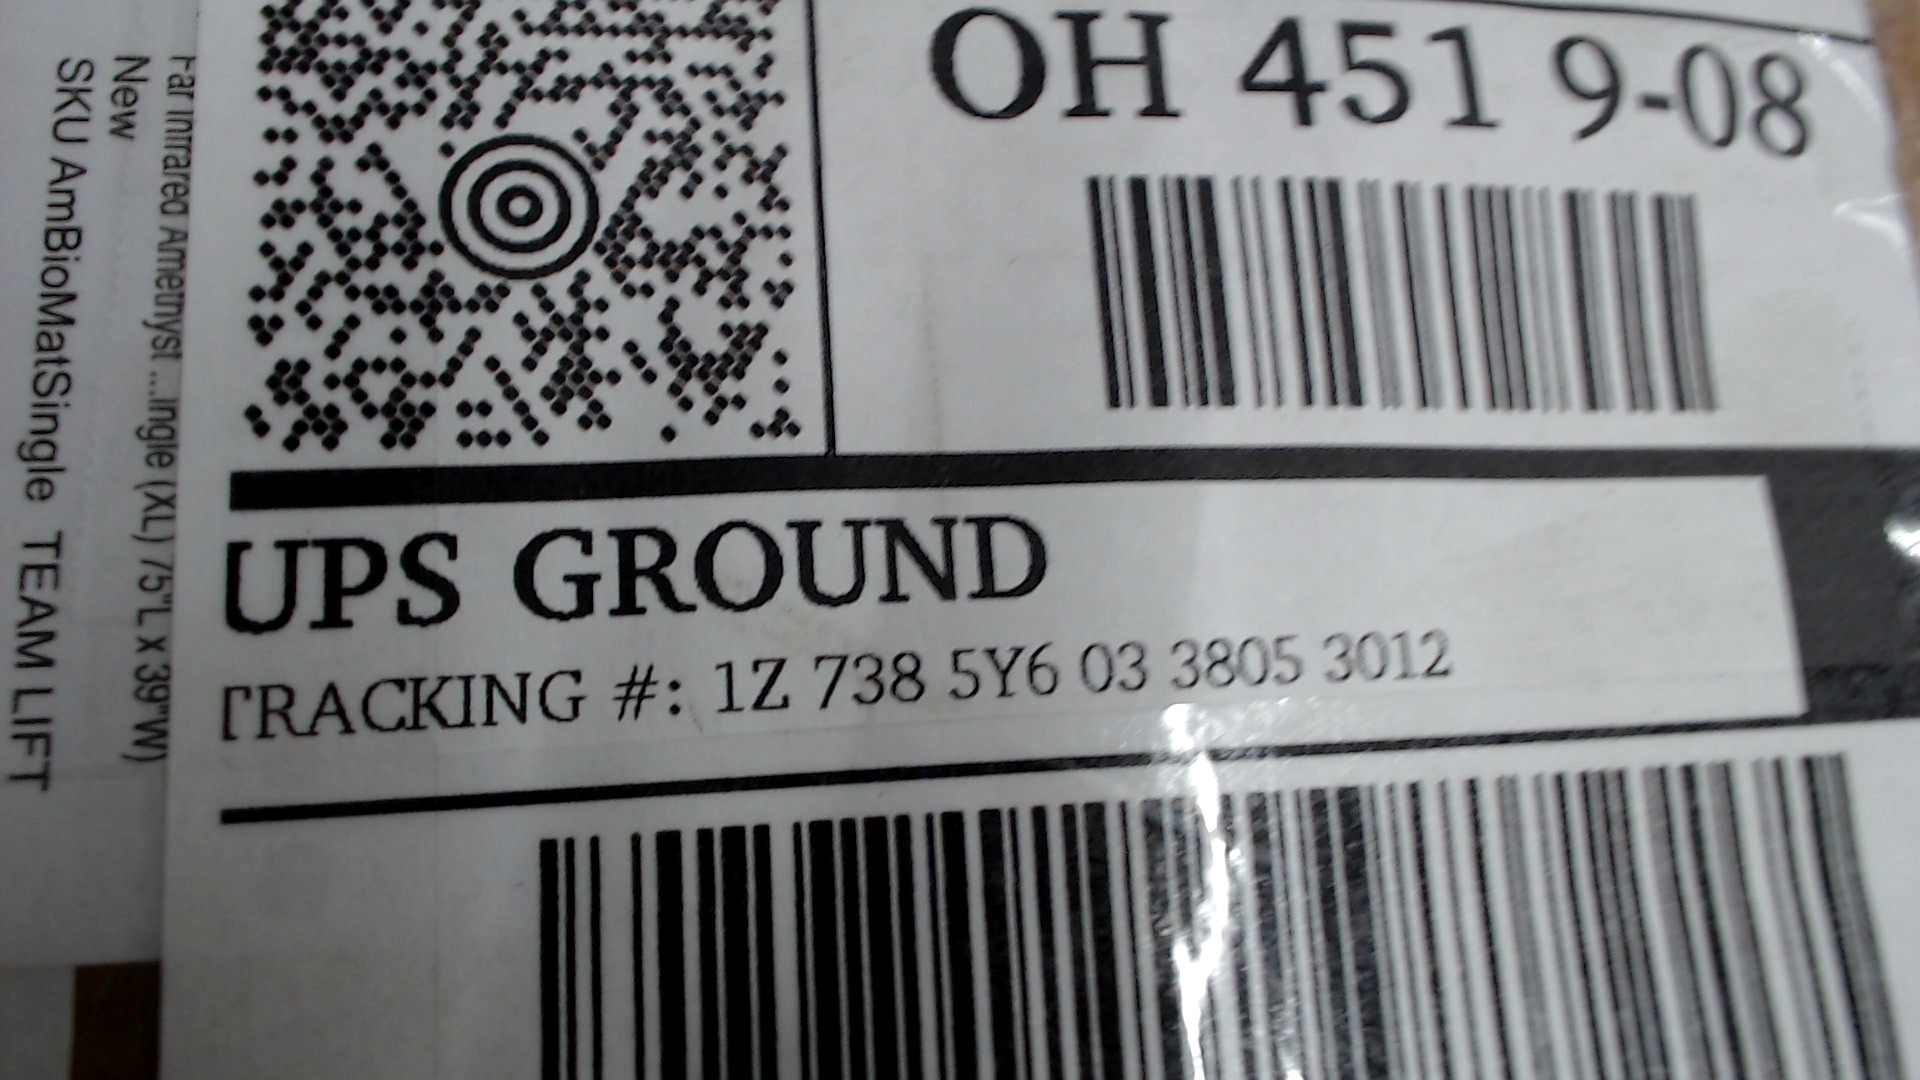 OH 451 9-08
UPS GROUND
TRACKING #: 1Z 738 5Y6 03 3805 3012
Far Infrared Amethyst ...ingle (XL) 75"L x 39"W)
New
SKU AmBioMatSingle TEAM LIFT